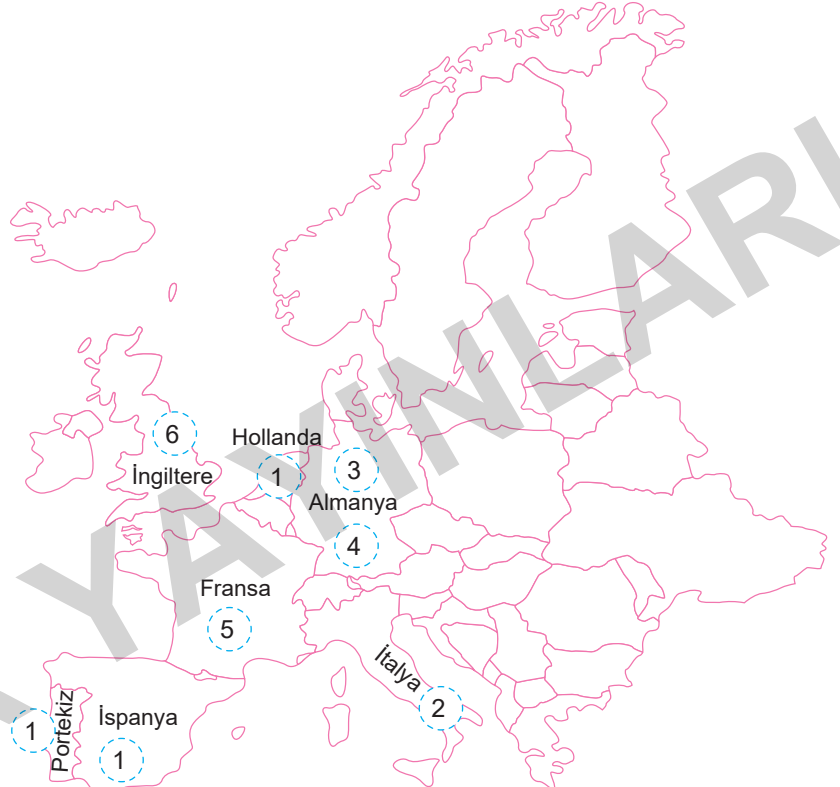 YAYINLARI
6
İngiltere
Hollanda
1
3
Almanya
4
Fransa
5
İtalya
2
Portekiz
1
İspanya
1